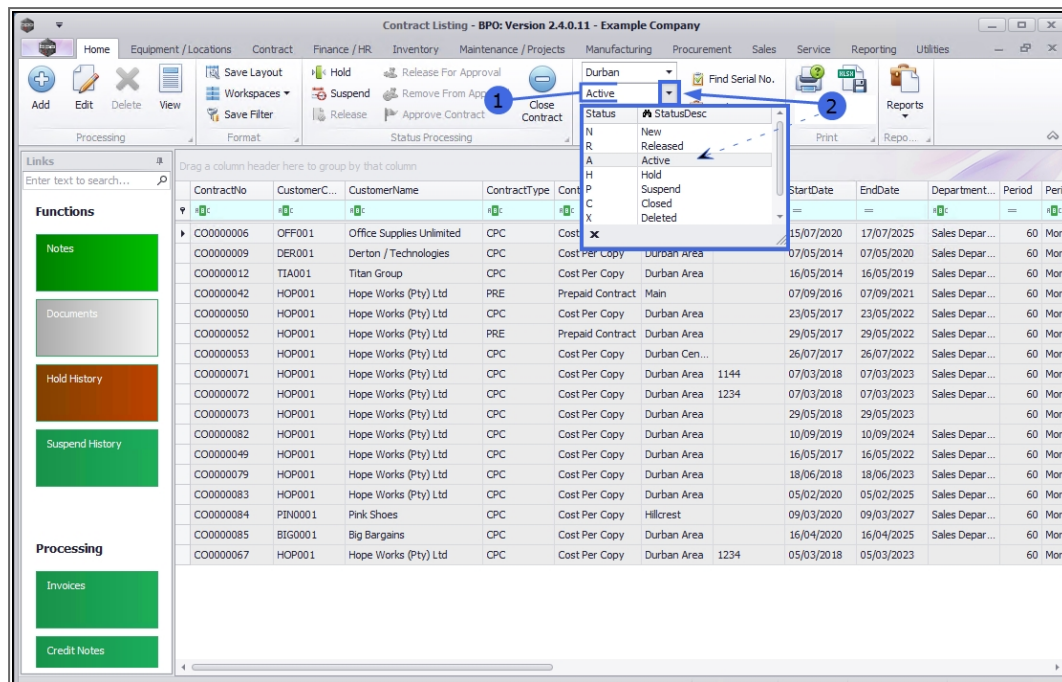 Contract Listing - BPO: Version 2.4.0.11 - Example Company
Home Equipment / Locations Contract Finance / HR Inventory Maintenance / Projects Manufacturing Procurement Sales Service Reporting Utilities
Add Edit Delete View
Processing
Save Layout
Workspaces
Save Filter
Format
Hold
Suspend
Release
Release For Approval
Remove From App
Approve Contract
Close Contract
Status Processing
1
2
Durban
Active
Find Serial No.
Print
Reports
Repo...
Status StatusDesc
N New
R Released
A Active
H Hold
P Suspend
C Closed
X Deleted
Links
Enter text to search...
Functions
Notes
Documents
Hold History
Suspend History
Processing
Invoices
Credit Notes
Drag a column header here to group by that column
ContractNo CustomerC... CustomerName ContractType Cont StartDate EndDate Department... Period Peri
CO0000006 OFF001 Office Supplies Unlimited CPC Cost 15/07/2020 17/07/2025 Sales Depar... 60 Mor
CO0000009 DER001 Derton / Technologies CPC Cost Per Copy Durban Area 07/05/2014 07/05/2020 Sales Depar... 60 Mor
CO0000012 TIA001 Titan Group CPC Cost Per Copy Durban Area 16/05/2014 16/05/2019 Sales Depar... 60 Mor
CO0000042 HOP001 Hope Works (Pty) Ltd PRE Prepaid Contract Main 07/09/2016 07/09/2021 Sales Depar... 60 Mor
CO0000050 HOP001 Hope Works (Pty) Ltd CPC Cost Per Copy Durban Area 23/05/2017 23/05/2022 Sales Depar... 60 Mor
CO0000052 HOP001 Hope Works (Pty) Ltd PRE Prepaid Contract Durban Area 29/05/2017 29/05/2022 Sales Depar... 60 Mor
CO0000053 HOP001 Hope Works (Pty) Ltd CPC Cost Per Copy Durban Cen... 26/07/2017 26/07/2022 Sales Depar... 60 Mor
CO0000071 HOP001 Hope Works (Pty) Ltd CPC Cost Per Copy Durban Area 1144 07/03/2018 07/03/2023 Sales Depar... 60 Mor
CO0000072 HOP001 Hope Works (Pty) Ltd CPC Cost Per Copy Durban Area 1234 07/03/2018 07/03/2023 Sales Depar... 60 Mor
CO0000073 HOP001 Hope Works (Pty) Ltd CPC Cost Per Copy Durban Area 29/05/2018 29/05/2023 60 Mor
CO0000082 HOP001 Hope Works (Pty) Ltd CPC Cost Per Copy Durban Area 10/09/2019 10/09/2024 Sales Depar... 60 Mor
CO0000049 HOP001 Hope Works (Pty) Ltd CPC Cost Per Copy Durban Area 16/05/2017 16/05/2022 Sales Depar... 60 Mor
CO0000079 HOP001 Hope Works (Pty) Ltd CPC Cost Per Copy Durban Area 18/06/2018 18/06/2023 Sales Depar... 60 Mor
CO0000083 HOP001 Hope Works (Pty) Ltd CPC Cost Per Copy Durban Area 05/02/2020 05/02/2025 Sales Depar... 60 Mor
CO0000084 PIN0001 Pink Shoes CPC Cost Per Copy Hillcrest 09/03/2020 09/03/2027 Sales Depar... 60 Mor
CO0000085 BIG0001 Big Bargains CPC Cost Per Copy Durban Area 16/04/2020 16/04/2025 Sales Depar... 60 Mor
CO0000067 HOP001 Hope Works (Pty) Ltd CPC Cost Per Copy Durban Area 1234 05/03/2018 05/03/2023 60 Mor